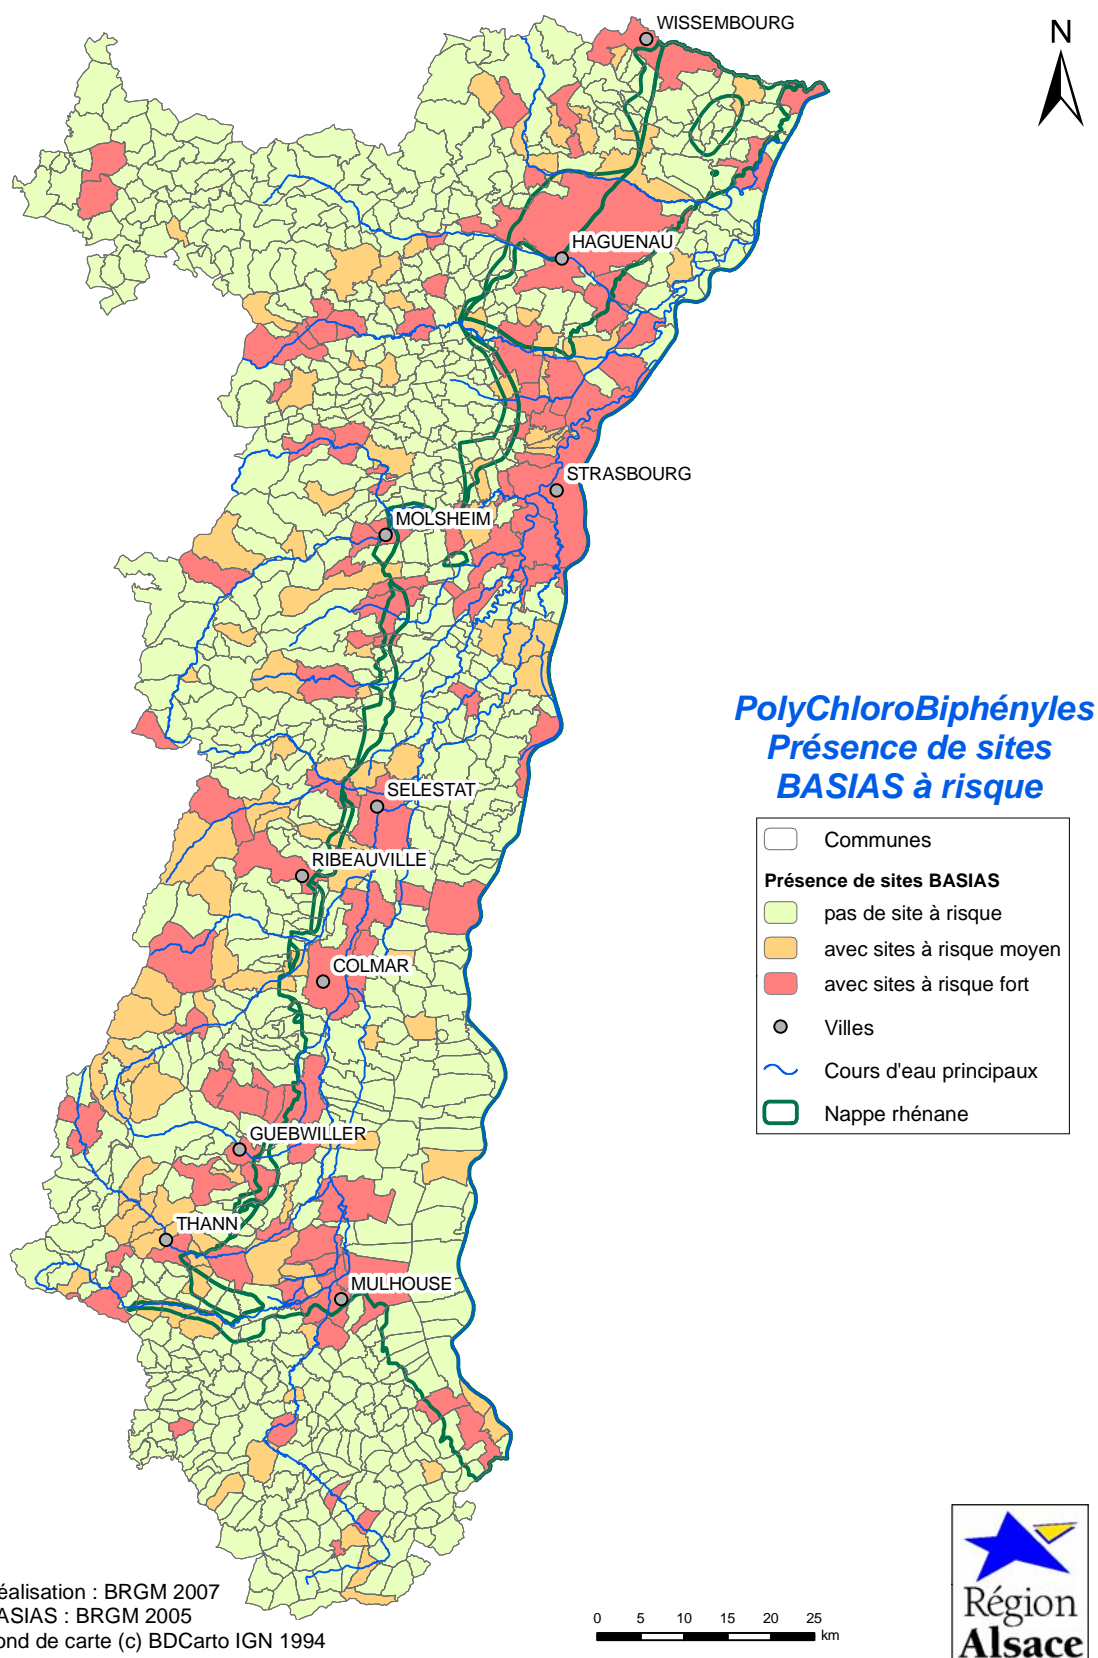 WISSEMBOURG
N
HAGUENAU
STRASBOURG
MOLSHEIM
PolyChloroBiphényles
Présence de sites
BASIAS à risque
SELESTAT
Communes
RIBEAUVILLE
Présence de sites BASIAS
pas de site à risque
avec sites à risque moyen
COLMAR
avec sites à risque fort
Villes
Cours d'eau principaux
Nappe rhénane
GUEBWILLER
THANN
MULHOUSE
éalisation : BRGM 2007
ASIAS : BRGM 2005
ond de carte (c) BDCarto IGN 1994
0 5 10 15 20 25
km
Région
Alsace